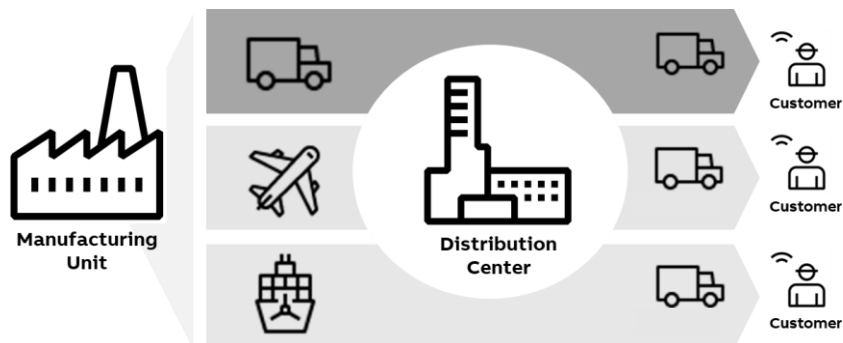 Customer
Customer
Manufacturing
Unit
Distribution
Center
Customer